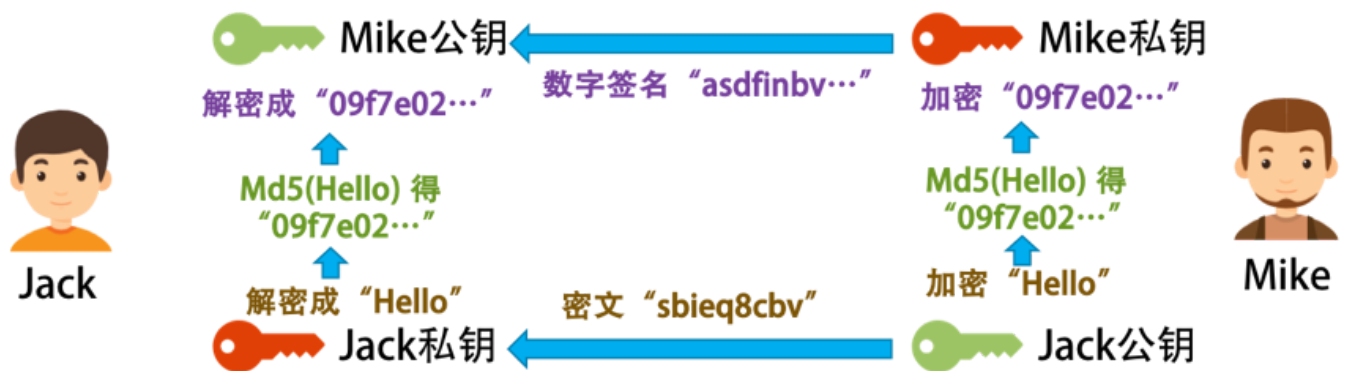 Mike公钥
Mike私钥
数字签名“asdfinbv…”
解密成“09f7e02…”
加密“09f7e02…”
Md5(Hello) 得
“09f7e02…”
Md5(Hello) 得
“09f7e02…”
Jack
Mike
解密成“Hello”
密文“sbieq8cbv”
加密“Hello”
Jack私钥
Jack公钥